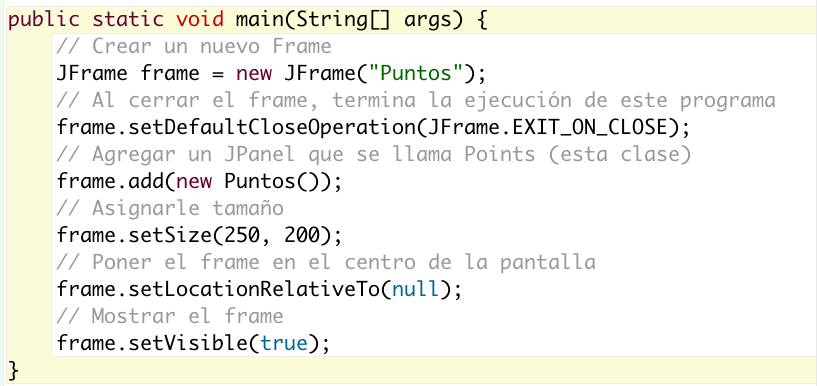 public static void main(String[] args) {
// Crear un nuevo Frame
JFrame frame = new JFrame("Puntos");
// Al cerrar el frame, termina la ejecución de este programa
frame.setDefaultCloseOperation(JFrame.EXIT_ON_CLOSE);
// Agregar un JPanel que se llama Points (esta clase)
frame.add(new Puntos());
// Asignarle tamaño
frame.setSize(250, 200);
// Poner el frame en el centro de la pantalla
frame.setLocationRelativeTo(null);
// Mostrar el frame
frame.setVisible(true);
}